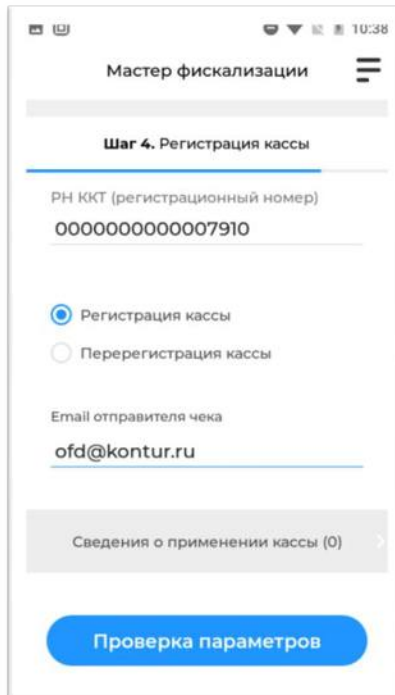 10:38
Мастер фискализации
Шаг 4. Регистрация кассы
РН ККТ (регистрационный номер)
0000000000007910
Регистрация кассы
Перерегистрация кассы
Email отправителя чека
ofd@kontur.ru
Сведения о применении кассы (0)
Проверка параметров